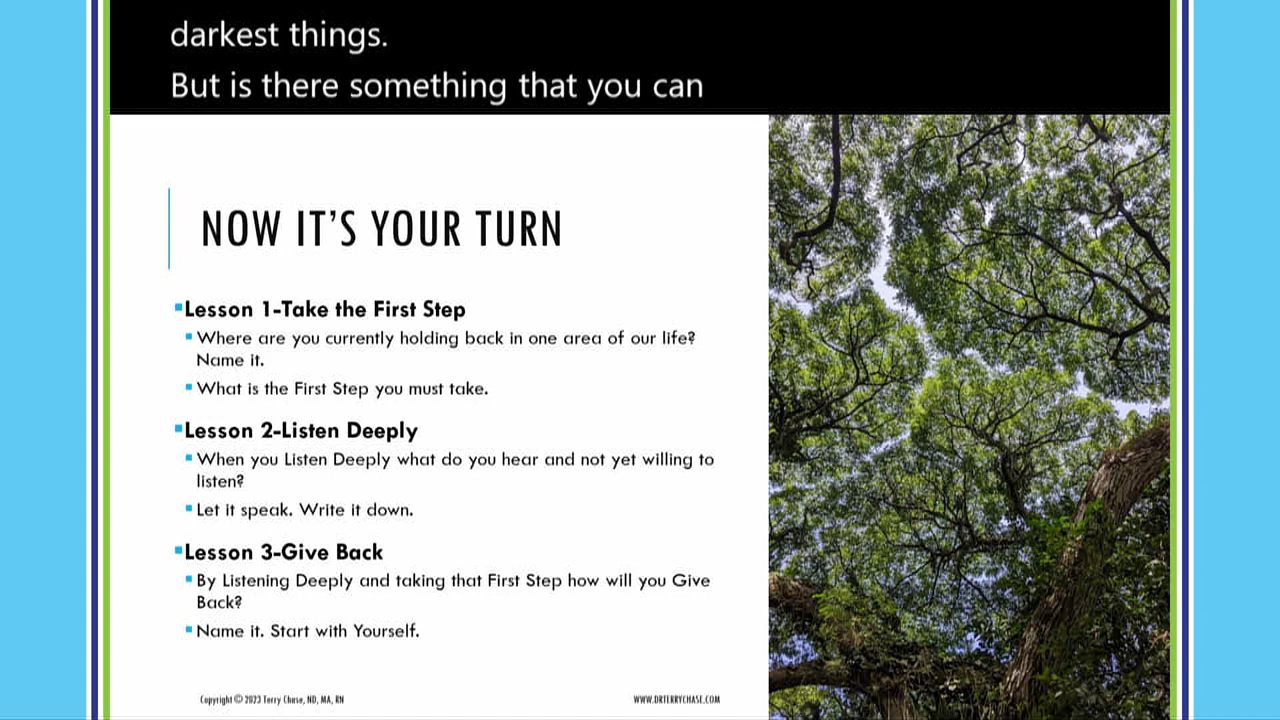 darkest things.
But is there something that you can
NOW IT'S YOUR TURN
Lesson 1-Take the First Step
Where are you currently holding back in one area of our life?
Name it.
What is the First Step you must take.
Lesson 2-Listen Deeply
When you Listen Deeply what do you hear and not yet willing to
listen?
Let it speak. Write it down.
Lesson 3-Give Back
By Listening Deeply and taking that First Step how will you Give
Back?
Name it. Start with Yourself.
Copyright © 2023 Terry Chase, ND, MA, RN
WWW.DRTERRYCHASE.COM